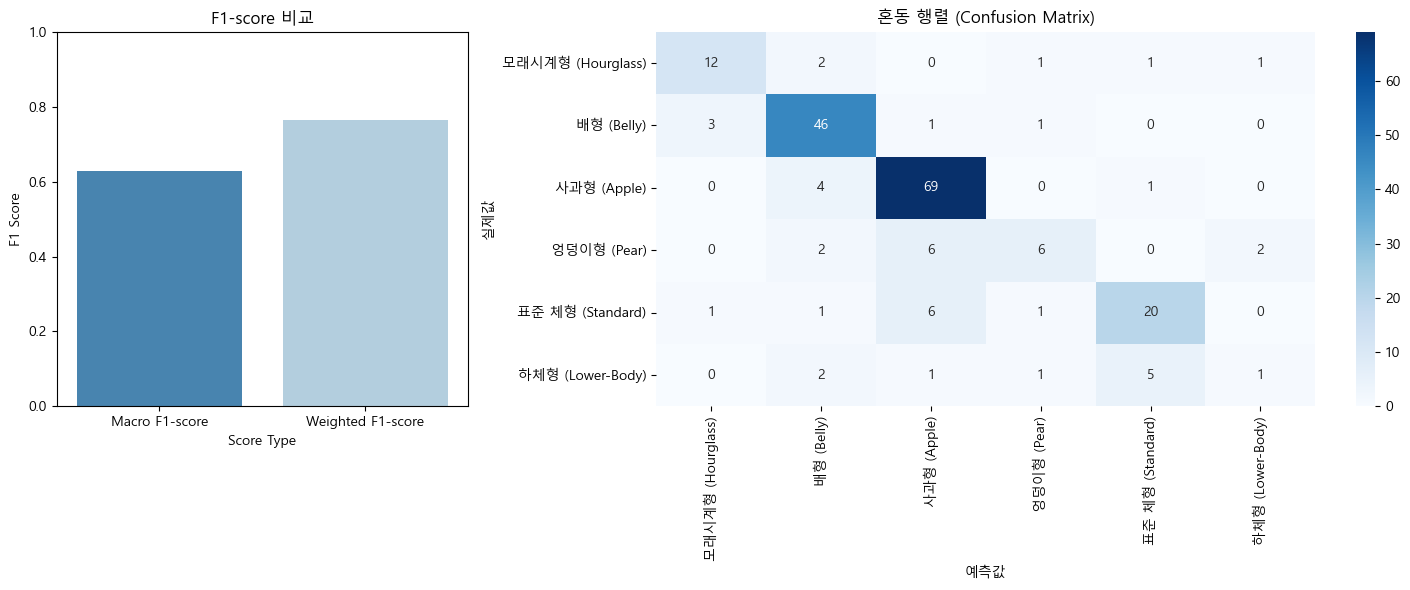 F1-score 비교
1.0
0.8
0.6
0.4
0.2
0.0
F1 Score
Macro F1-score
Weighted F1-score
Score Type
혼동 행렬 (Confusion Matrix)
실제값
모래시계형 (Hourglass) 12 2 0 1 1 1
배형 (Belly) 3 46 1 1 0 0
사과형 (Apple) 0 4 69 0 1 0
엉덩이형 (Pear) 0 2 6 6 0 2
표준 체형 (Standard) 1 1 6 1 20 0
하체형 (Lower-Body) 0 2 1 1 5 1
모래시계형 (Hourglass)
배형 (Belly)
사과형 (Apple)
엉덩이형 (Pear)
표준 체형 (Standard)
하체형 (Lower-Body)
예측값
60
50
40
30
20
10
0